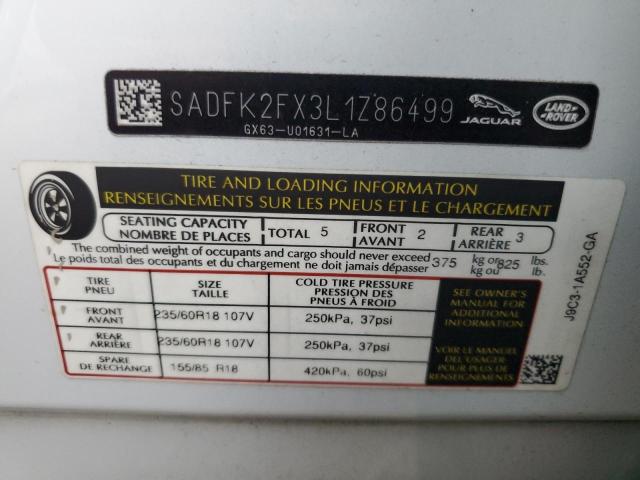 SADFK2FX3L1Z86499
GX63-U01631-LA
JAGUAR
LAND-ROVER
TIRE AND LOADING INFORMATION
RENSEIGNEMENTS SUR LES PNEUS ET LE CHARGEMENT
SEATING CAPACITY
NOMBRE DE PLACES
TOTAL 5
FRONT
AVANT 2
REAR
ARRIÈRE 3
The combined weight of occupants and cargo should never exceed 375 kg or 825 lbs.
Le poids total des occupants et du chargement ne doit jamais dépasser kg ou lb.
TIRE
PNEU
SIZE
TAILLE
COLD TIRE PRESSURE
PRESSION DES
PNEUS À FROID
FRONT
AVANT
235/60R18 107V
250kPa, 37psi
REAR
ARRIÈRE
235/60R18 107V
250kPa, 37psi
SPARE
DE RECHANGE
155/85 R18
420kPa, 60psi
SEE OWNER'S
MANUAL FOR
ADDITIONAL
INFORMATION
VOIR LE MANUEL
DE L'USAGER
POUR PLUS DE
RENSEIGNEMENTS
J9C3-1A552-GA